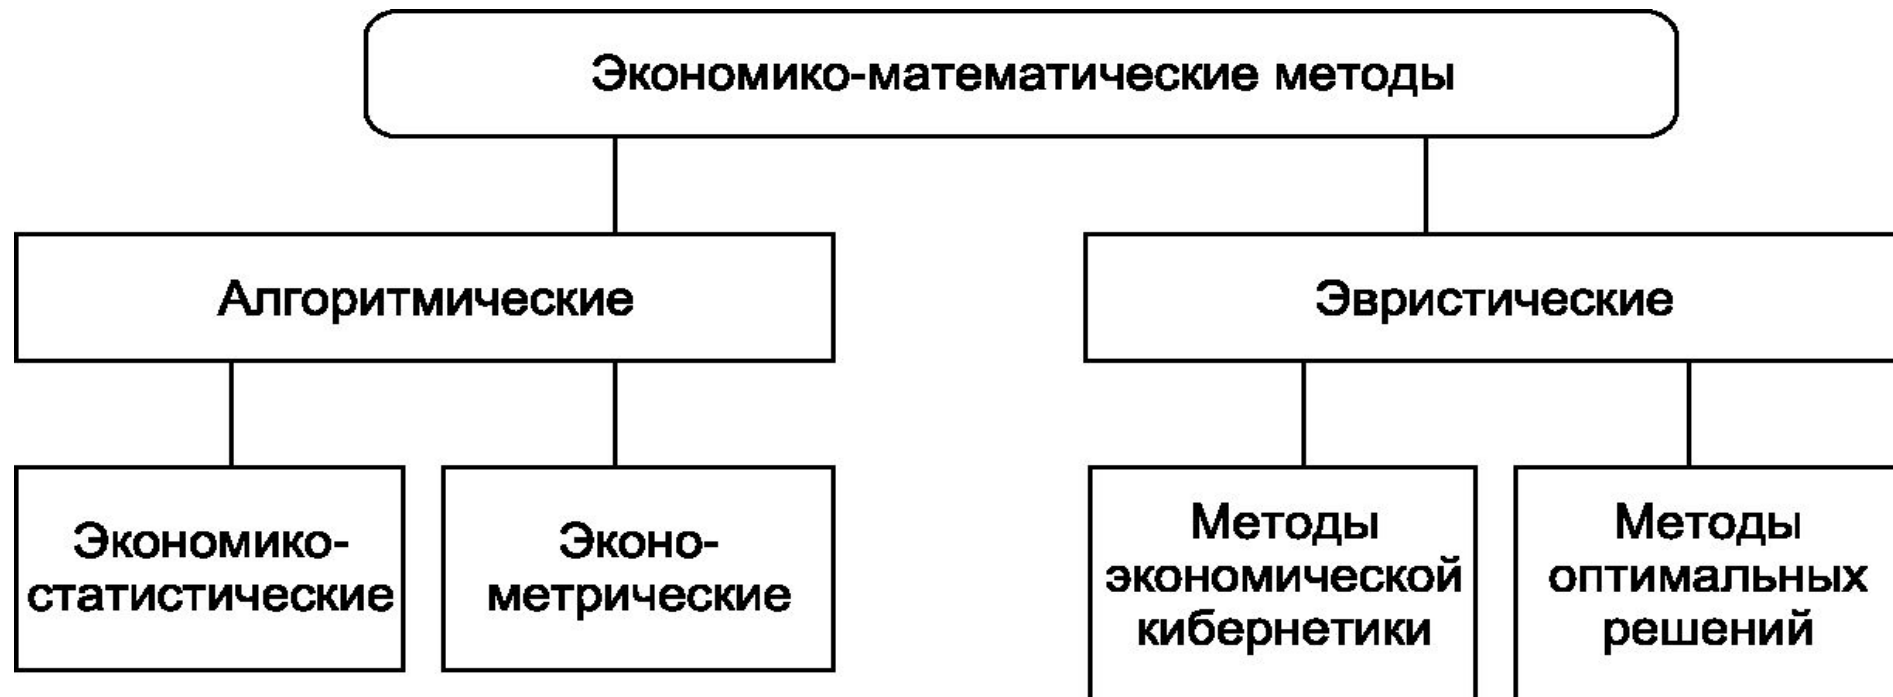 Экономико-математические методы
Алгоритмические
Эвристические
Экономико-
статистические
Эконо-
метрические
Методы
экономической
кибернетики
Методы
оптимальных
решений